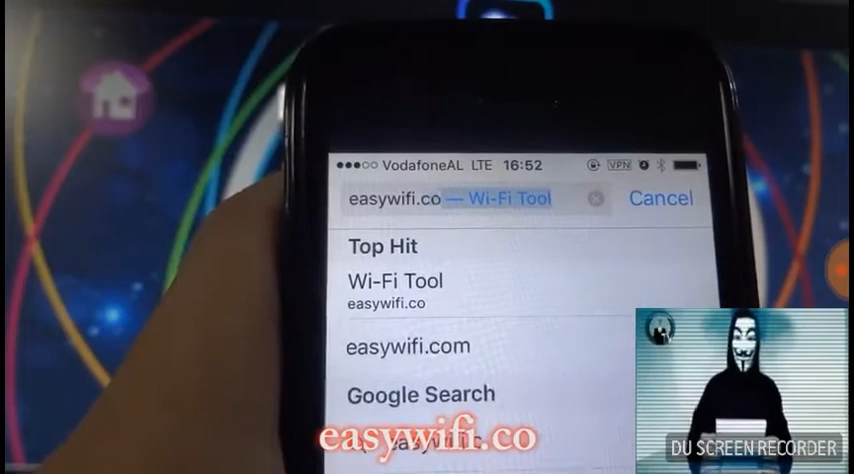 ●●●○○ VodafoneAL LTE 16:52 VPN
easywifi.co — Wi-Fi Tool Cancel
Top Hit
Wi-Fi Tool
easywifi.co
easywifi.com
Google Search
easywifi.co
DU SCREEN RECORDER